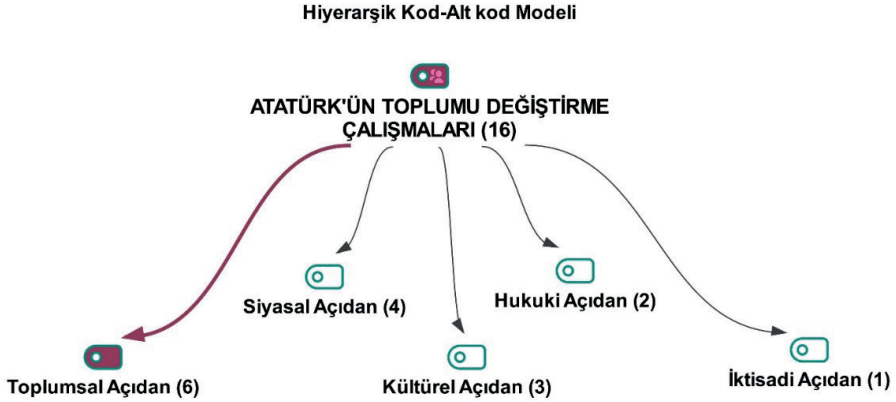 Hiyerarşik Kod-Alt kod Modeli
ATATÜRK'ÜN TOPLUMU DEĞİŞTİRME
ÇALIŞMALARI (16)
Siyasal Açıdan (4)
Hukuki Açıdan (2)
Toplumsal Açıdan (6)
Kültürel Açıdan (3)
İktisadi Açıdan (1)